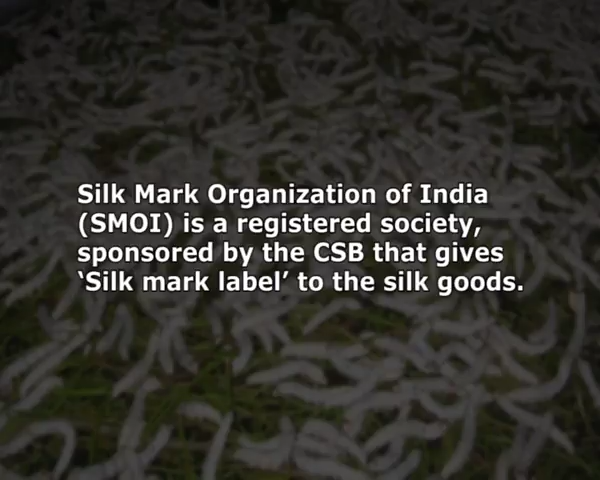 Silk Mark Organization of India
(SMOI) is a registered society,
sponsored by the CSB that gives
‘Silk mark label’ to the silk goods.